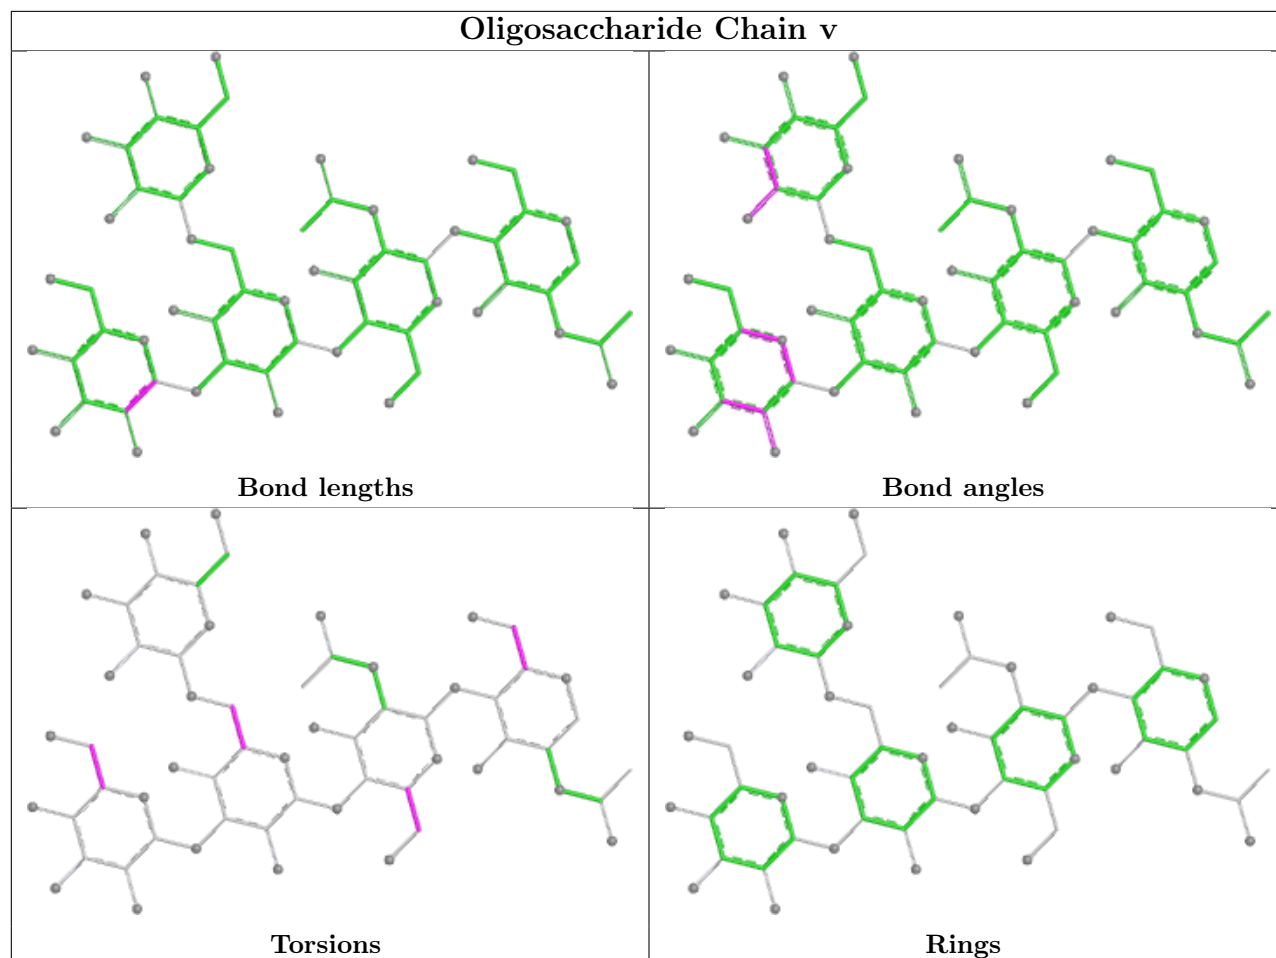 Oligosaccharide Chain v
Bond lengths
Bond angles
Torsions
Rings